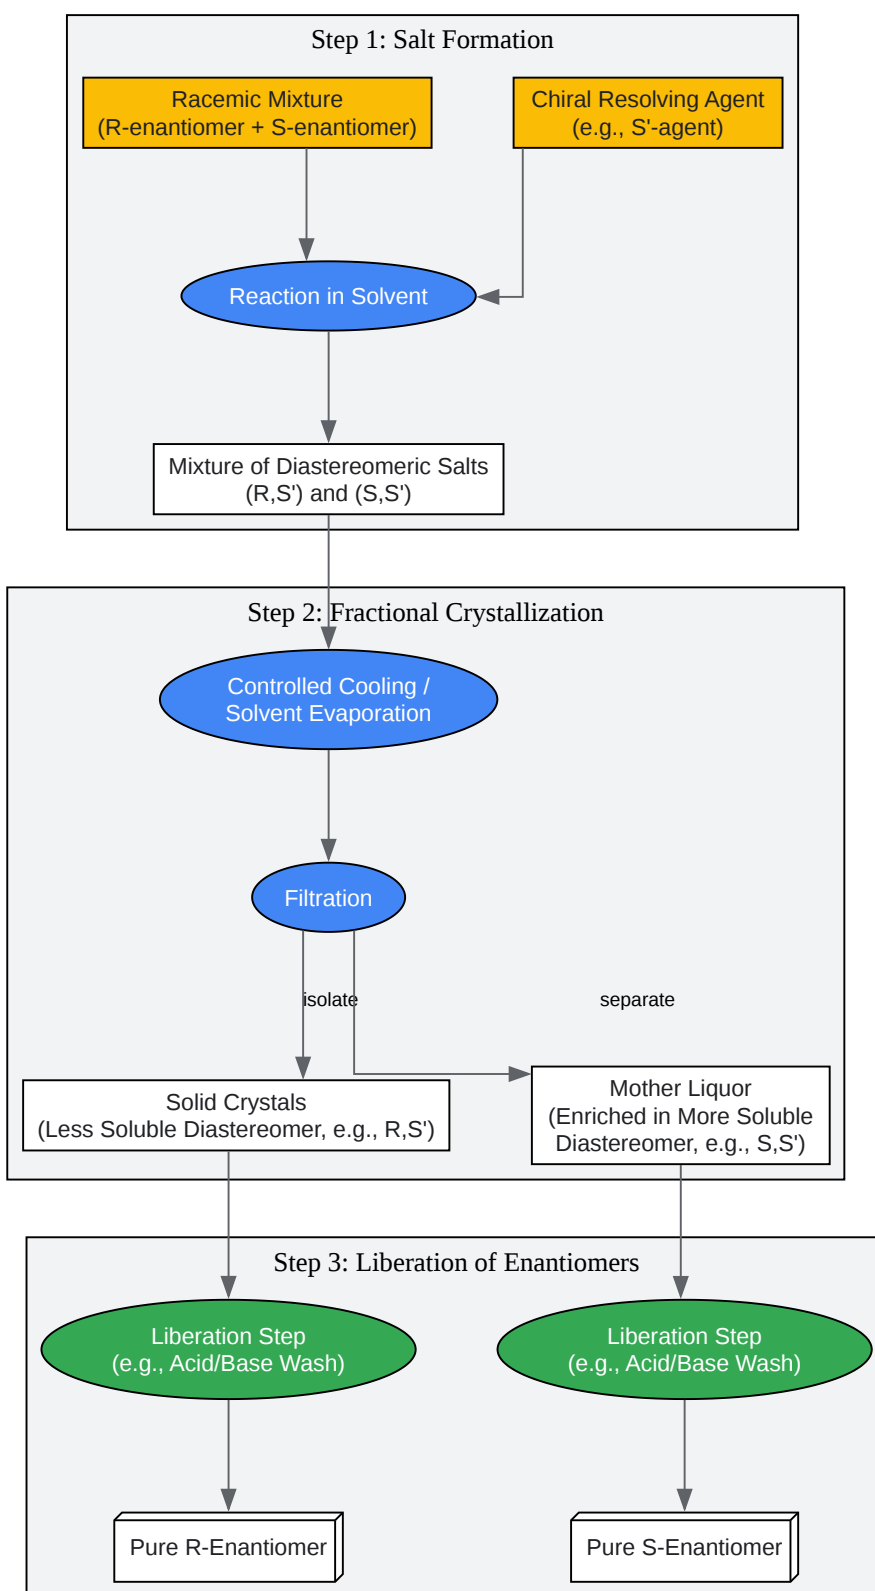 Step 1: Salt Formation
Racemic Mixture
(R-enantiomer + S-enantiomer)
Chiral Resolving Agent
(e.g., S'-agent)
Reaction in Solvent
Mixture of Diastereomeric Salts
(R,S') and (S,S')
Step 2: Fractional Crystallization
Controlled Cooling /
Solvent Evaporation
Filtration
isolate
separate
Solid Crystals
(Less Soluble Diastereomer, e.g., R,S')
Mother Liquor
(Enriched in More Soluble
Diastereomer, e.g., S,S')
Step 3: Liberation of Enantiomers
Liberation Step
(e.g., Acid/Base Wash)
Liberation Step
(e.g., Acid/Base Wash)
Pure R-Enantiomer
Pure S-Enantiomer